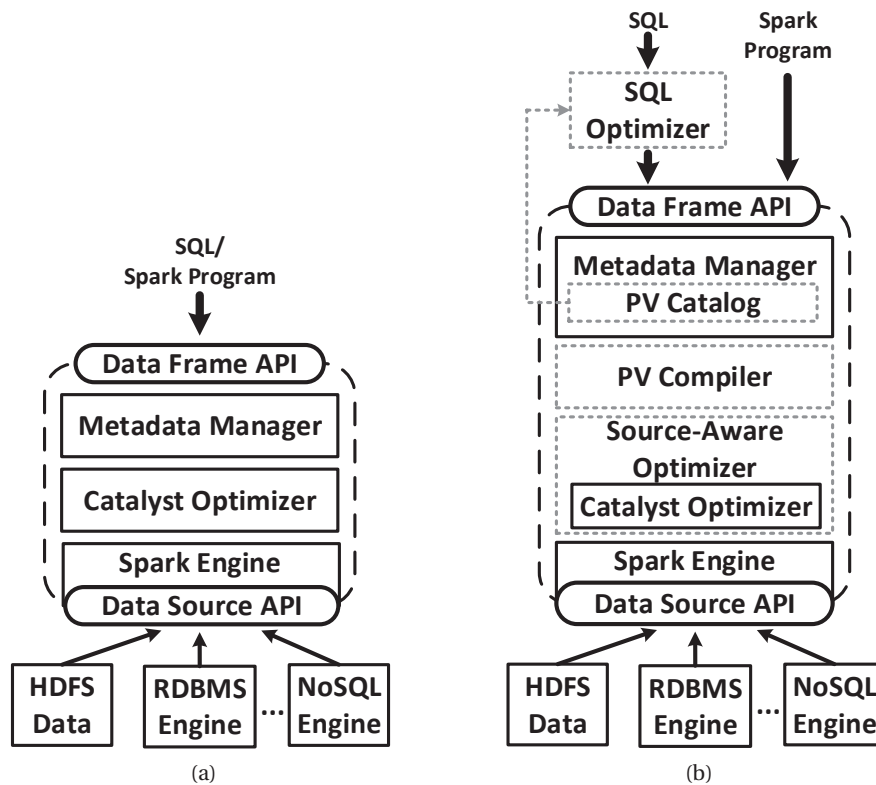 SQL/
Spark Program
Data Frame API
Metadata Manager
Catalyst Optimizer
Spark Engine
Data Source API
HDFS
Data
RDBMS
Engine
...
NoSQL
Engine
(a)
SQL
Spark
Program
SQL
Optimizer
Data Frame API
Metadata Manager
PV Catalog
PV Compiler
Source-Aware
Optimizer
Catalyst Optimizer
Spark Engine
Data Source API
HDFS
Data
RDBMS
Engine
...
NoSQL
Engine
(b)